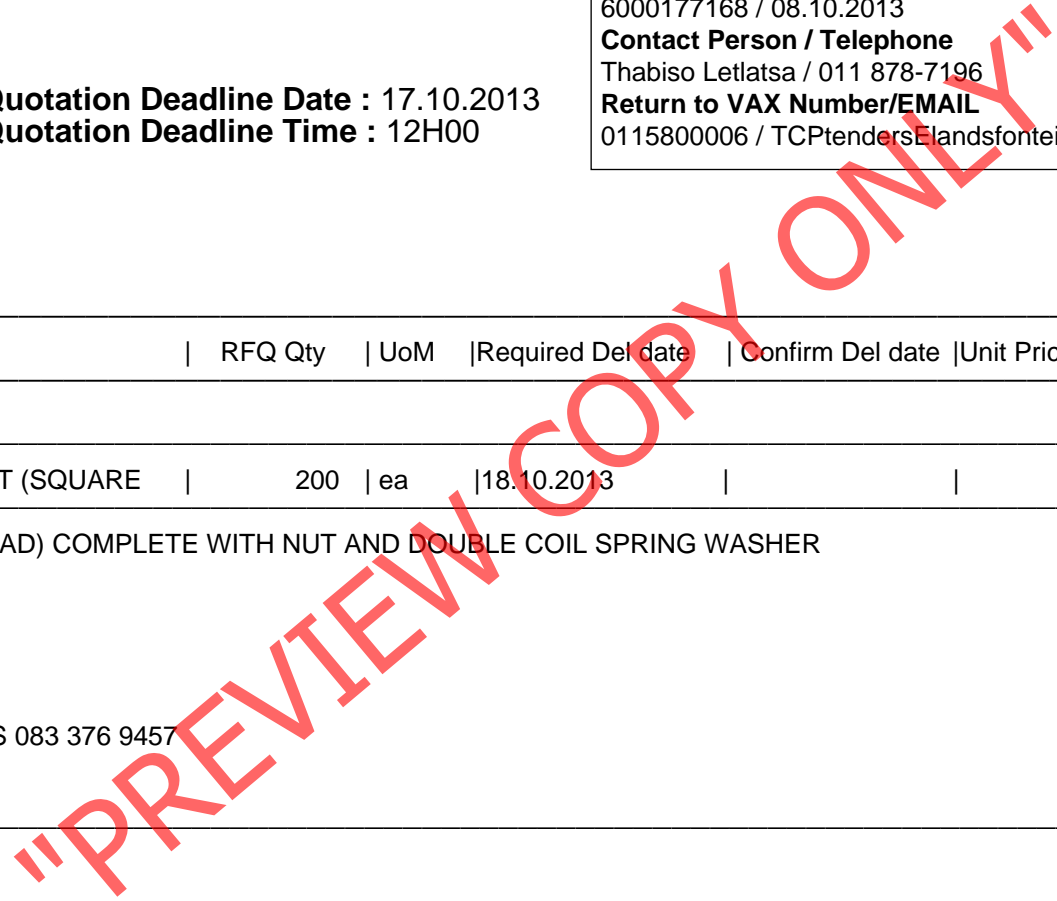 6000177168 / 08.10.2013
Contact Person / Telephone
Thabiso Letlatsa / 011 878-7196
Return to VAX Number/EMAIL
0115800006 / TCPtendersElandsfontei
Quotation Deadline Date : 17.10.2013
Quotation Deadline Time : 12H00
| RFQ Qty | UoM |Required Del date | Confirm Del date |Unit Pric
T (SQUARE | 200 | ea |18.10.2013 | |
AD) COMPLETE WITH NUT AND DOUBLE COIL SPRING WASHER
S 083 376 9457
"PREVIEW COPY ONLY"